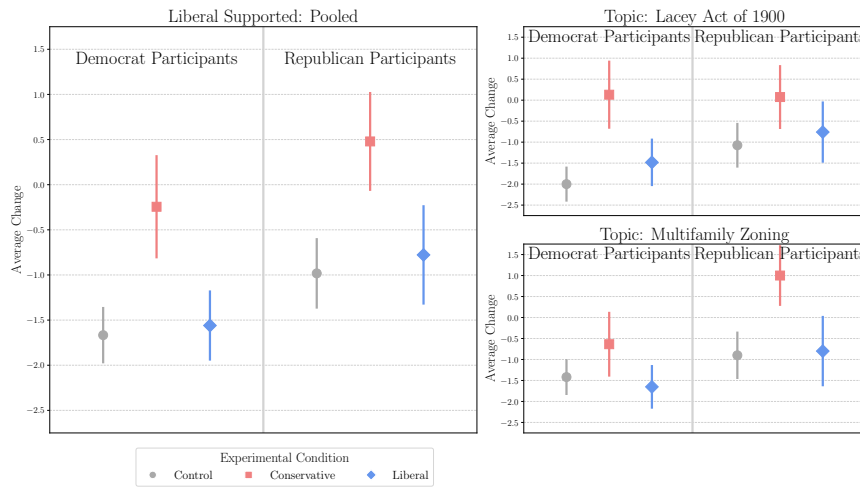 Liberal Supported: Pooled
Democrat Participants
Republican Participants
Average Change
1.5
1.0
0.5
0.0
−0.5
−1.0
−1.5
−2.0
−2.5
Topic: Lacey Act of 1900
Democrat Participants
Republican Participants
Average Change
1.5
1.0
0.5
0.0
−0.5
−1.0
−1.5
−2.0
−2.5
Topic: Multifamily Zoning
Democrat Participants
Republican Participants
Average Change
1.5
1.0
0.5
0.0
−0.5
−1.0
−1.5
−2.0
−2.5
Experimental Condition
Control
Conservative
Liberal